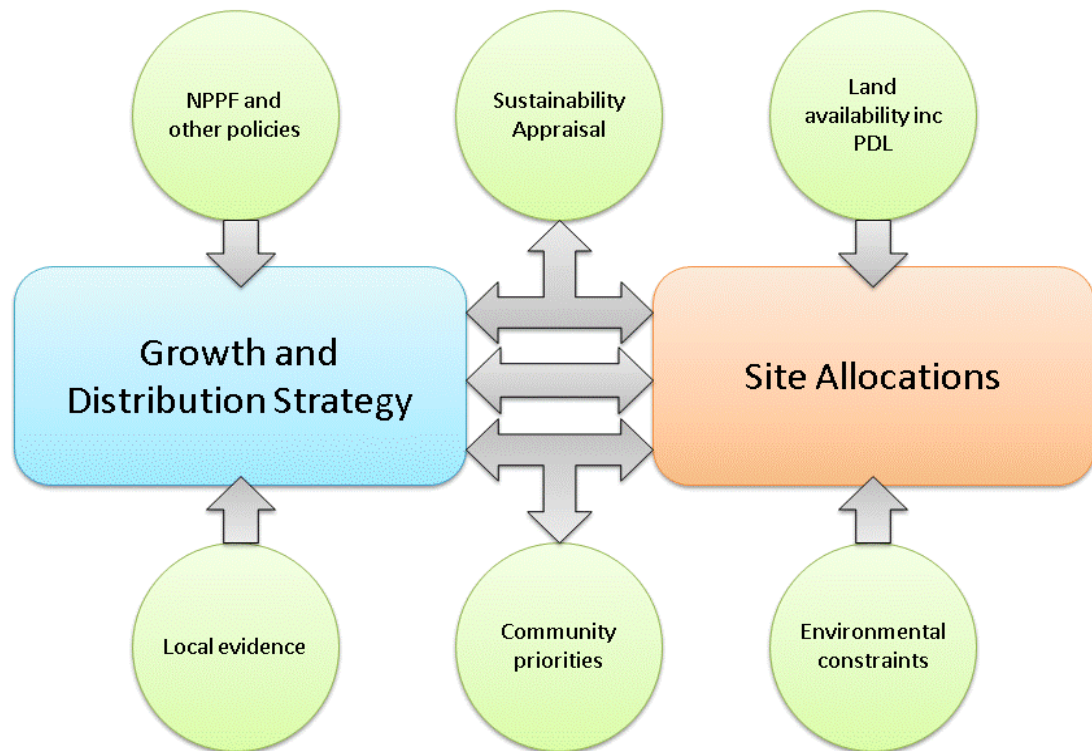 NPPF and
other policies
Sustainability
Appraisal
Land
availability inc
PDL
Growth and
Distribution Strategy
Site Allocations
Local evidence
Community
priorities
Environmental
constraints